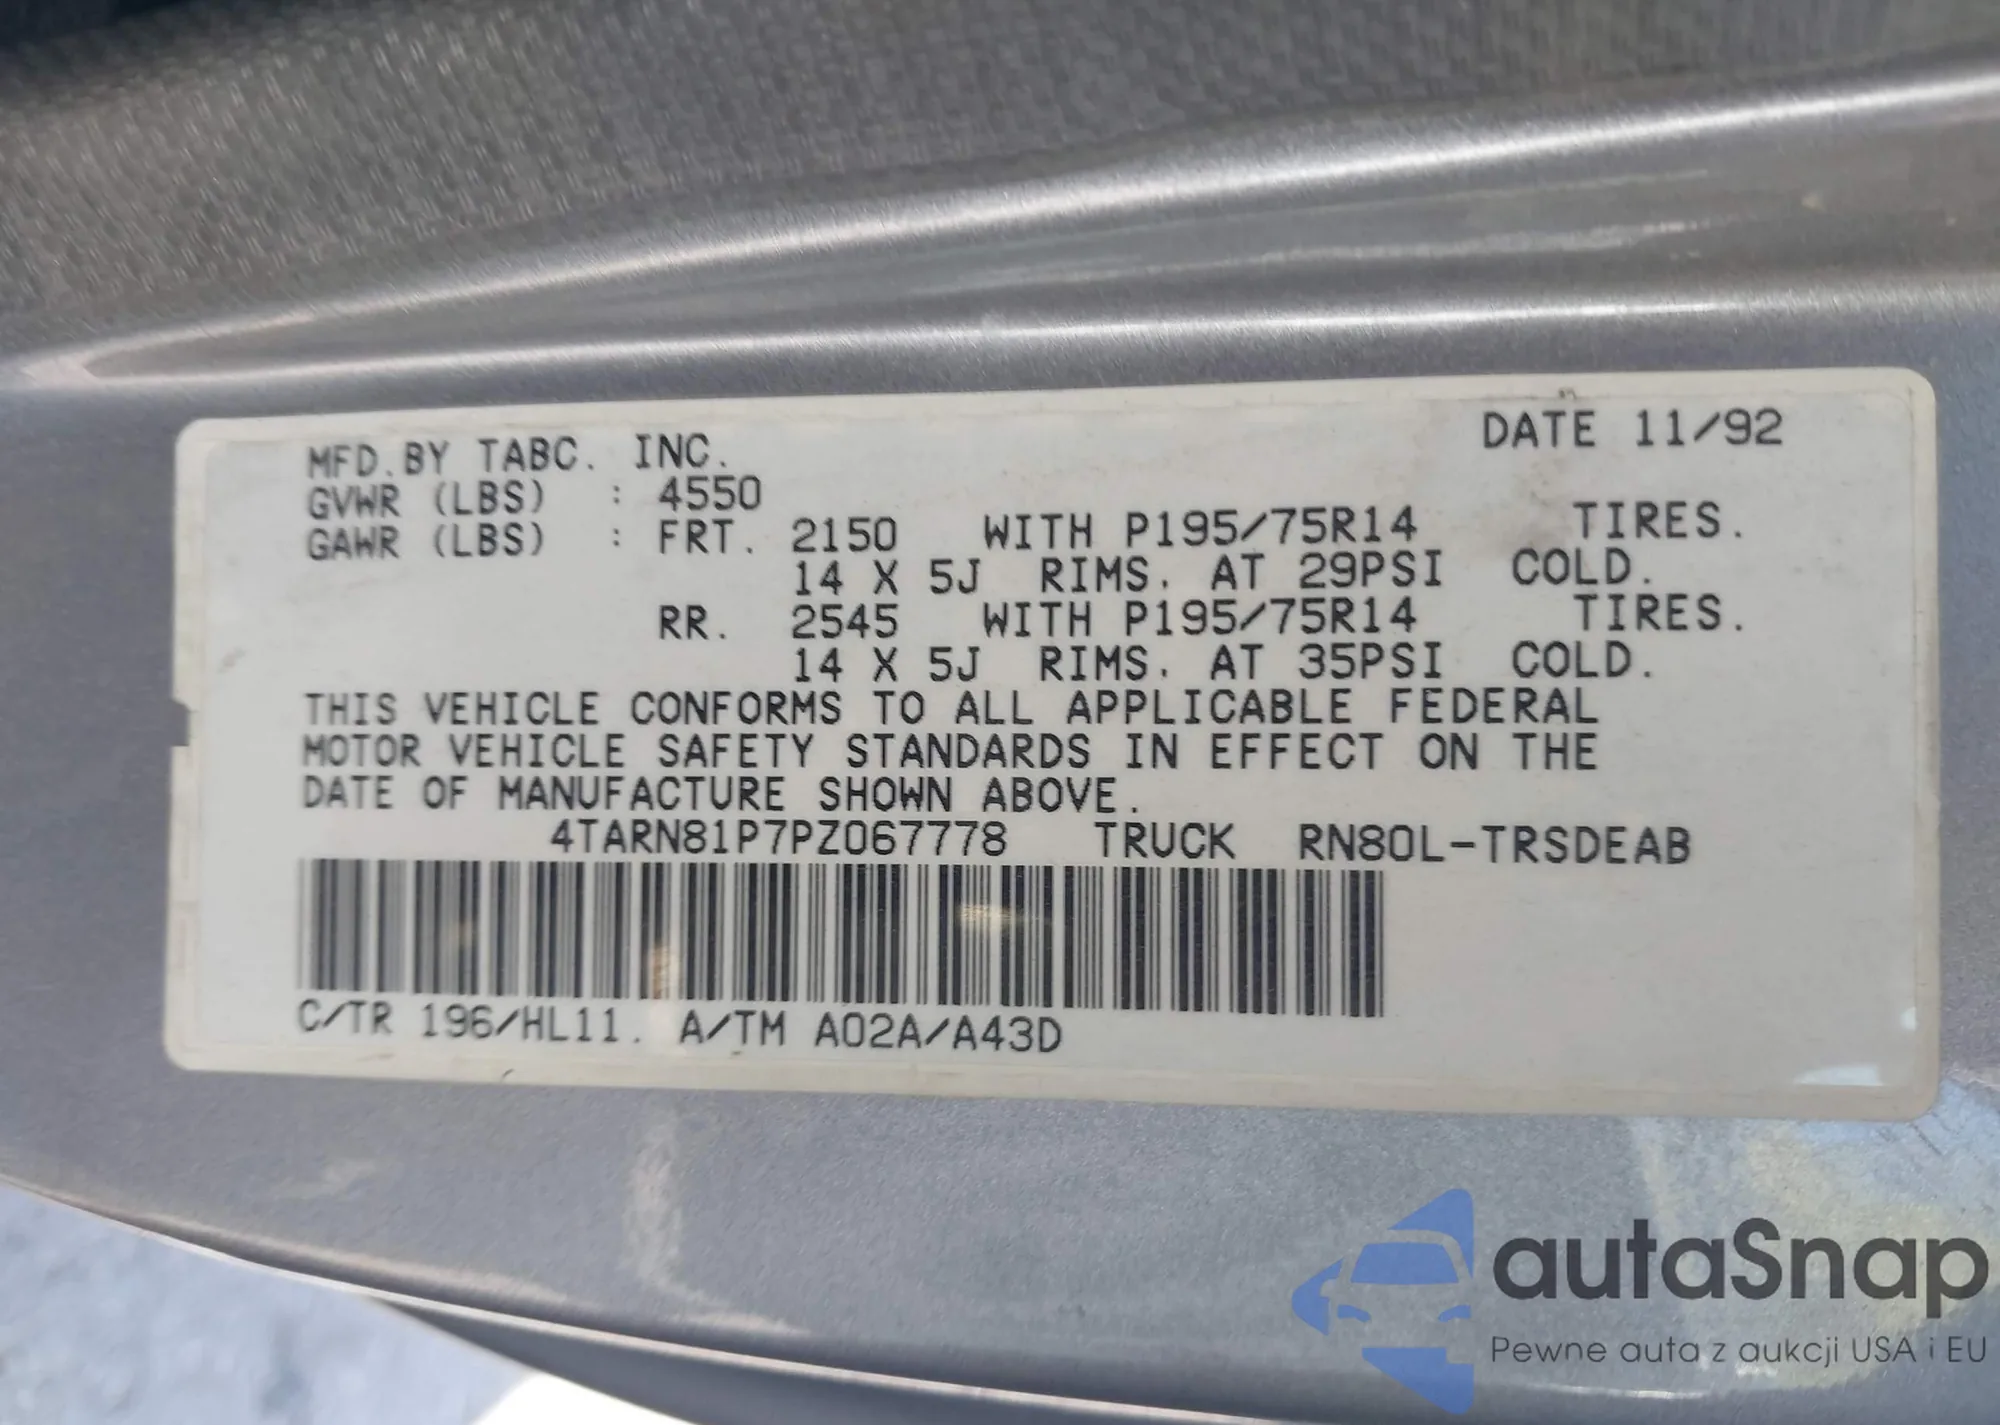 MFD.BY TABC. INC. DATE 11/92
GVWR (LBS) : 4550
GAWR (LBS) : FRT. 2150 WITH P195/75R14 TIRES.
14 X 5J RIMS. AT 29PSI COLD.
RR. 2545 WITH P195/75R14 TIRES.
14 X 5J RIMS. AT 35PSI COLD.
THIS VEHICLE CONFORMS TO ALL APPLICABLE FEDERAL
MOTOR VEHICLE SAFETY STANDARDS IN EFFECT ON THE
DATE OF MANUFACTURE SHOWN ABOVE.
4TARN81P7PZ067778 TRUCK RN80L-TRSDEAB
C/TR 196/HL11. A/TM A02A/A43D
autaSnap
Pewne auta z aukcji USA i EU